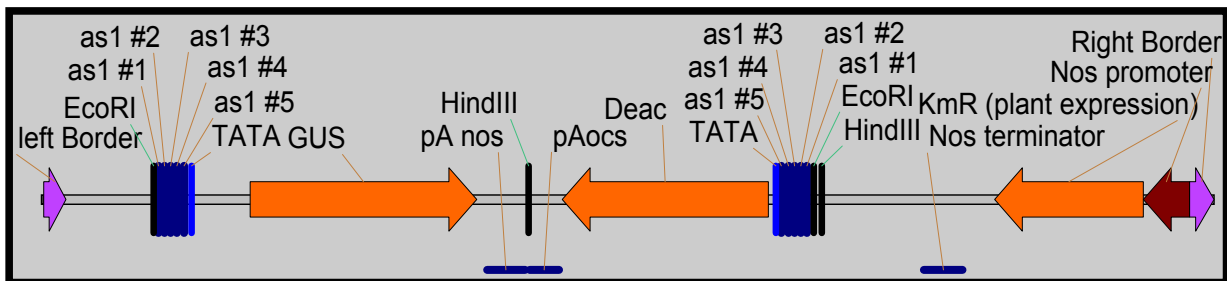 as1 #2 as1 #3 as1 #3 as1 #2 Right Border
as1 #1 as1 #4 as1 #4 as1 #1 Nos promoter
EcoRI as1 #5 HindIII Deac as1 #5 EcoRI KmR (plant expression)
left Border TATA GUS pA nos pAocs TATA HindIII Nos terminator